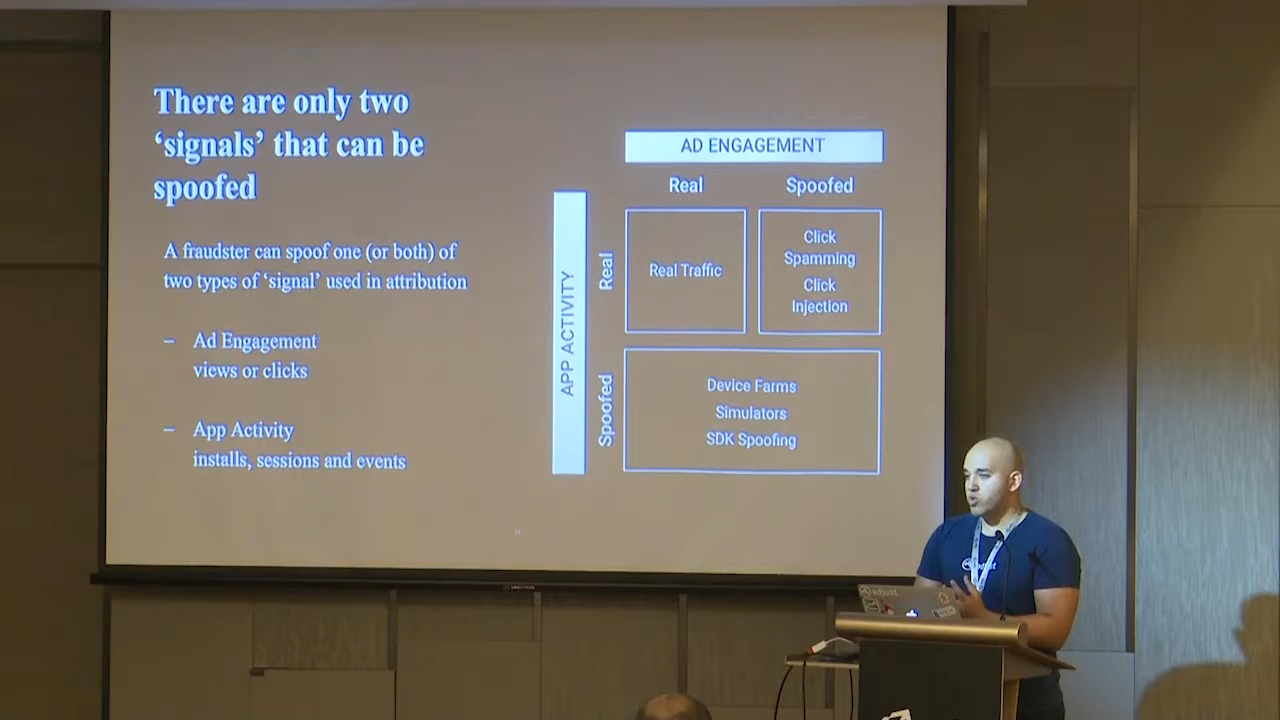 There are only two
‘signals’ that can be
spoofed
A fraudster can spoof one (or both) of
two types of ‘signal’ used in attribution
– Ad Engagement
views or clicks
– App Activity
installs, sessions and events
AD ENGAGEMENT
Real
Spoofed
APP ACTIVITY
Real
Real Traffic
Click
Spamming
Click
Injection
Spoofed
Device Farms
Simulators
SDK Spoofing
adjust